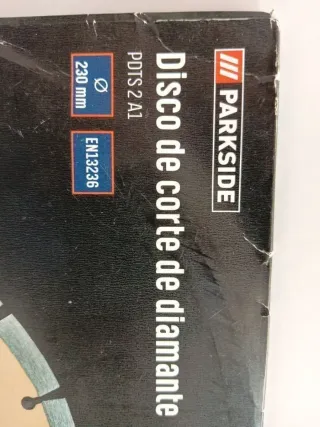 /// PARKSIDE
Disco de corte de diamante
PDTS 2 A1
Ø
230 mm
EN13236